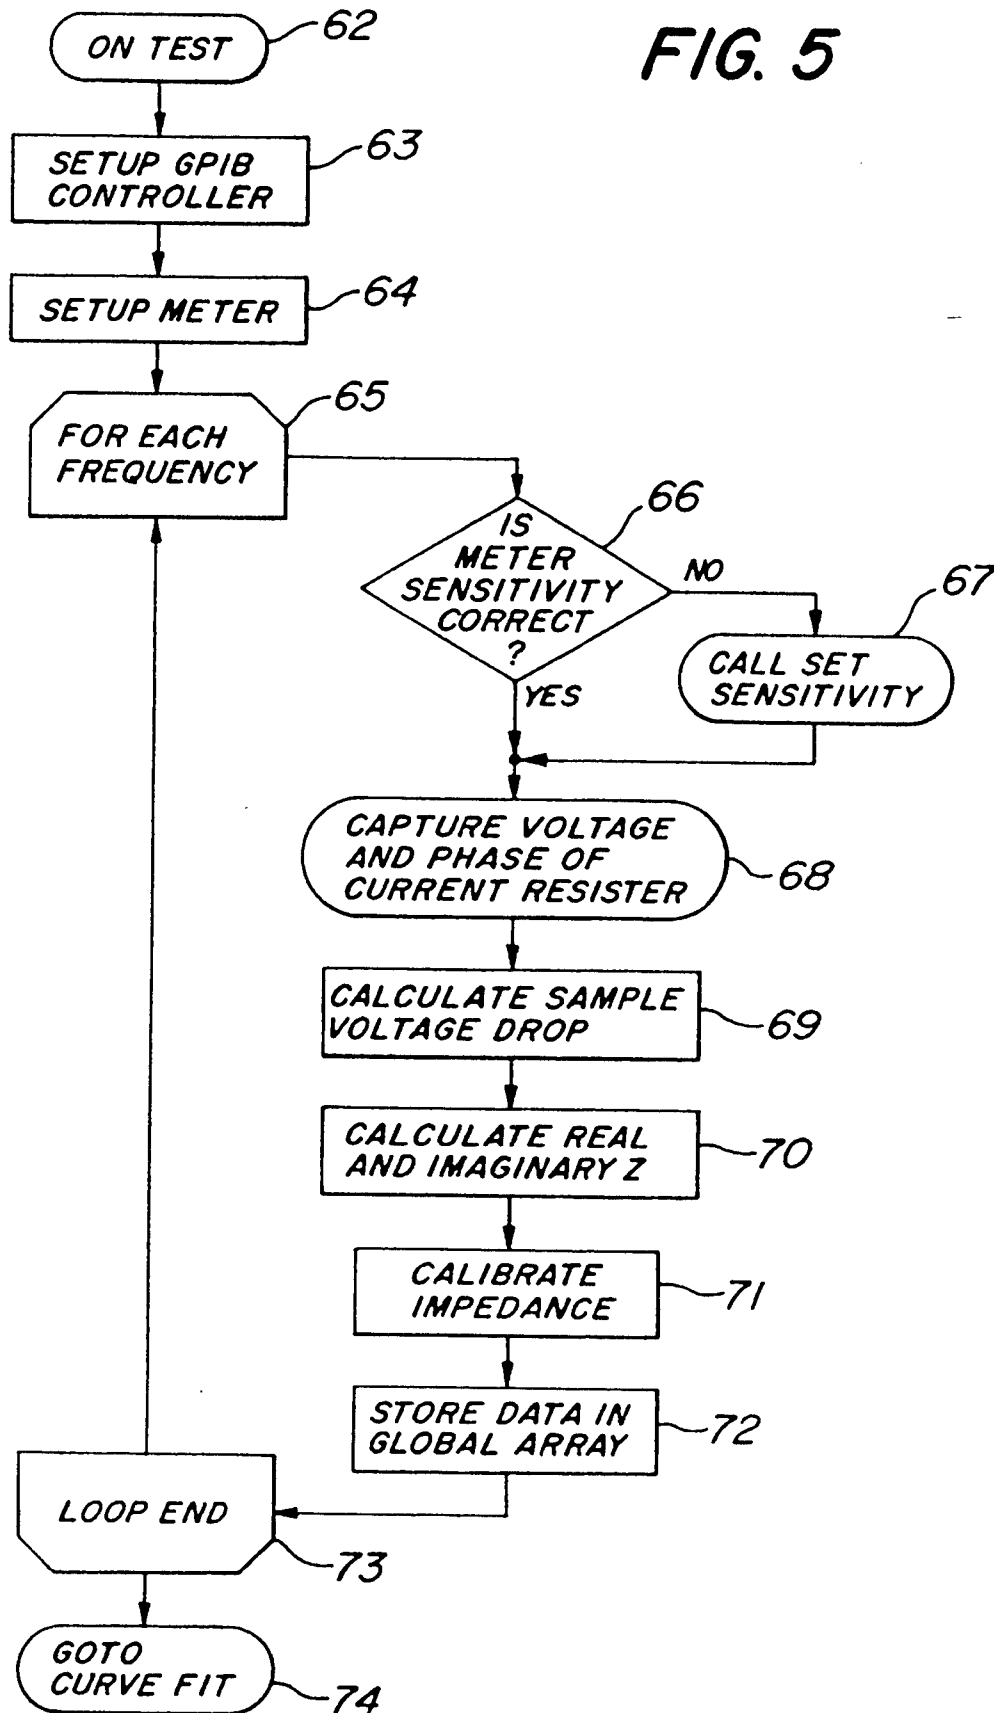 FIG. 5
ON TEST
62
SETUP GPIB
CONTROLLER
63
SETUP METER
64
FOR EACH
FREQUENCY
65
IS
METER
SENSITIVITY
CORRECT
?
66
NO
YES
CALL SET
SENSITIVITY
67
CAPTURE VOLTAGE
AND PHASE OF
CURRENT RESISTER
68
CALCULATE SAMPLE
VOLTAGE DROP
69
CALCULATE REAL
AND IMAGINARY Z
70
CALIBRATE
IMPEDANCE
71
STORE DATA IN
GLOBAL ARRAY
72
LOOP END
73
GOTO
CURVE FIT
74